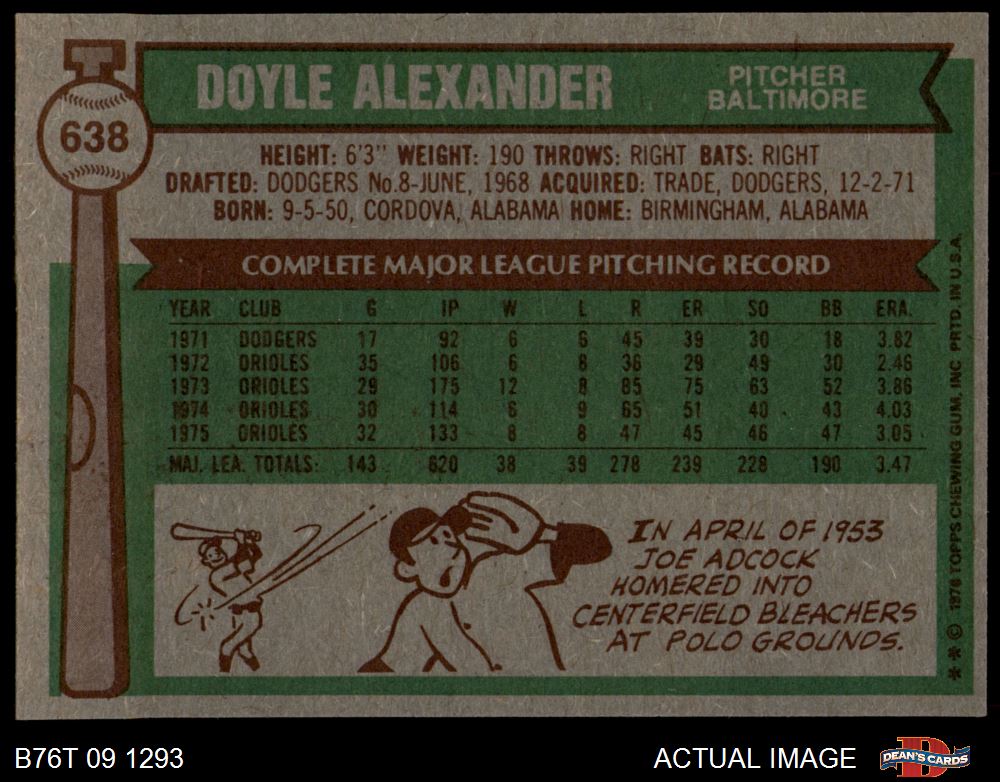 638
DOYLE ALEXANDER
PITCHER
BALTIMORE
HEIGHT: 6'3" WEIGHT: 190 THROWS: RIGHT BATS: RIGHT
DRAFTED: DODGERS No.8-JUNE, 1968 ACQUIRED: TRADE, DODGERS, 12-2-71
BORN: 9-5-50, CORDOVA, ALABAMA HOME: BIRMINGHAM, ALABAMA
COMPLETE MAJOR LEAGUE PITCHING RECORD
YEAR CLUB G IP W L R ER SO BB ERA.
1971 DODGERS 17 92 6 6 45 39 30 18 3.82
1972 ORIOLES 35 106 6 8 36 29 49 30 2.46
1973 ORIOLES 29 175 12 8 85 75 63 52 3.86
1974 ORIOLES 30 114 6 9 65 51 40 43 4.03
1975 ORIOLES 32 133 8 8 47 45 46 47 3.05
MAJ. LEA. TOTALS: 143 620 38 39 278 239 228 190 3.47
IN APRIL OF 1953
JOE ADCOCK
HOMERED INTO
CENTERFIELD BLEACHERS
AT POLO GROUNDS.
* * © 1976 TOPPS CHEWING GUM, INC PRTD. IN U.S.A.
B76T 09 1293
ACTUAL IMAGE
DEAN'S CARDS